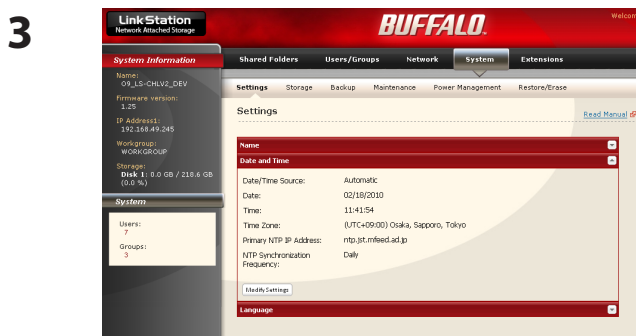 3
LinkStation
Network Attached Storage
BUFFALO
Welcom
System Information
Shared Folders Users/Groups Network System Extensions
Name:
09_LS-CHLV2_DEV
Firmware version:
1.25
IP Address1:
192.168.49.245
Workgroup:
WORKGROUP
Storage:
Disk 1: 0.0 GB / 218.6 GB
(0.0 %)
System
Users:
7
Groups:
3
Settings Storage Backup Maintenance Power Management Restore/Erase
Settings
Read Manual
Name
Date and Time
Date/Time Source: Automatic
Date: 02/18/2010
Time: 11:41:54
Time Zone: (UTC+09:00) Osaka, Sapporo, Tokyo
Primary NTP IP Address: ntp.jst.mfeed.ad.jp
NTP Synchronization Daily
Frequency:
Modify Settings
Language